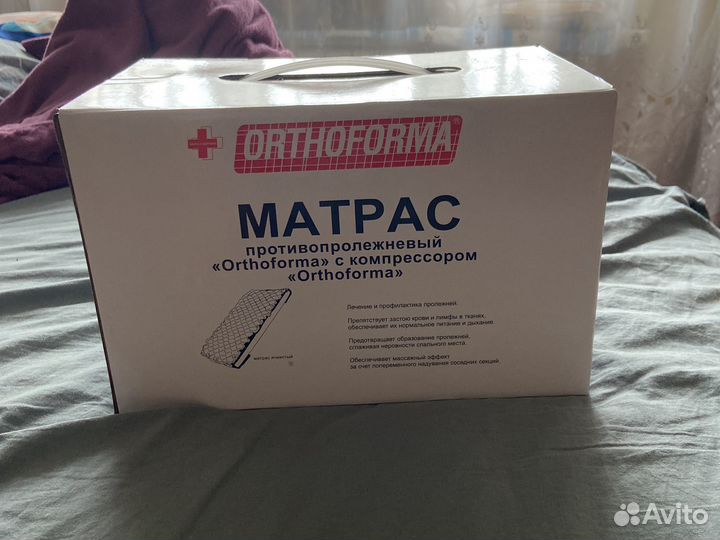 ORTHOFORMA®
МАТРАС
противопролежневый
«Orthoforma» с компрессором
«Orthoforma»
МАТРАС ЯЧЕИСТЫЙ
Лечение и профилактика пролежней.
Препятствует застою крови и лимфы в тканях,
обеспечивает их нормальное питание и дыхание.
Предотвращает образование пролежней,
сглаживая неровности спального места.
Обеспечивает массажный эффект
за счет попеременного надувания соседних секций.
Avito